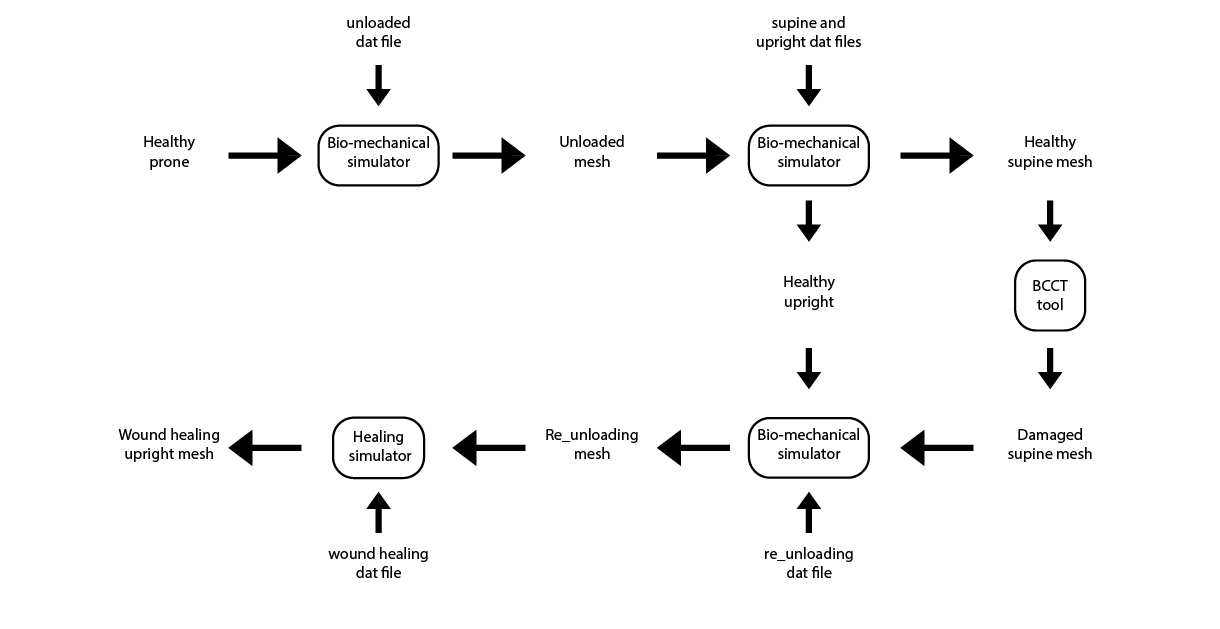 unloaded
dat file
supine and
upright dat files
Healthy
prone
Bio-mechanical
simulator
Unloaded
mesh
Bio-mechanical
simulator
Healthy
supine mesh
Healthy
upright
BCCT
tool
Wound healing
upright mesh
Healing
simulator
Re_unloading
mesh
Bio-mechanical
simulator
Damaged
supine mesh
wound healing
dat file
re_unloading
dat file